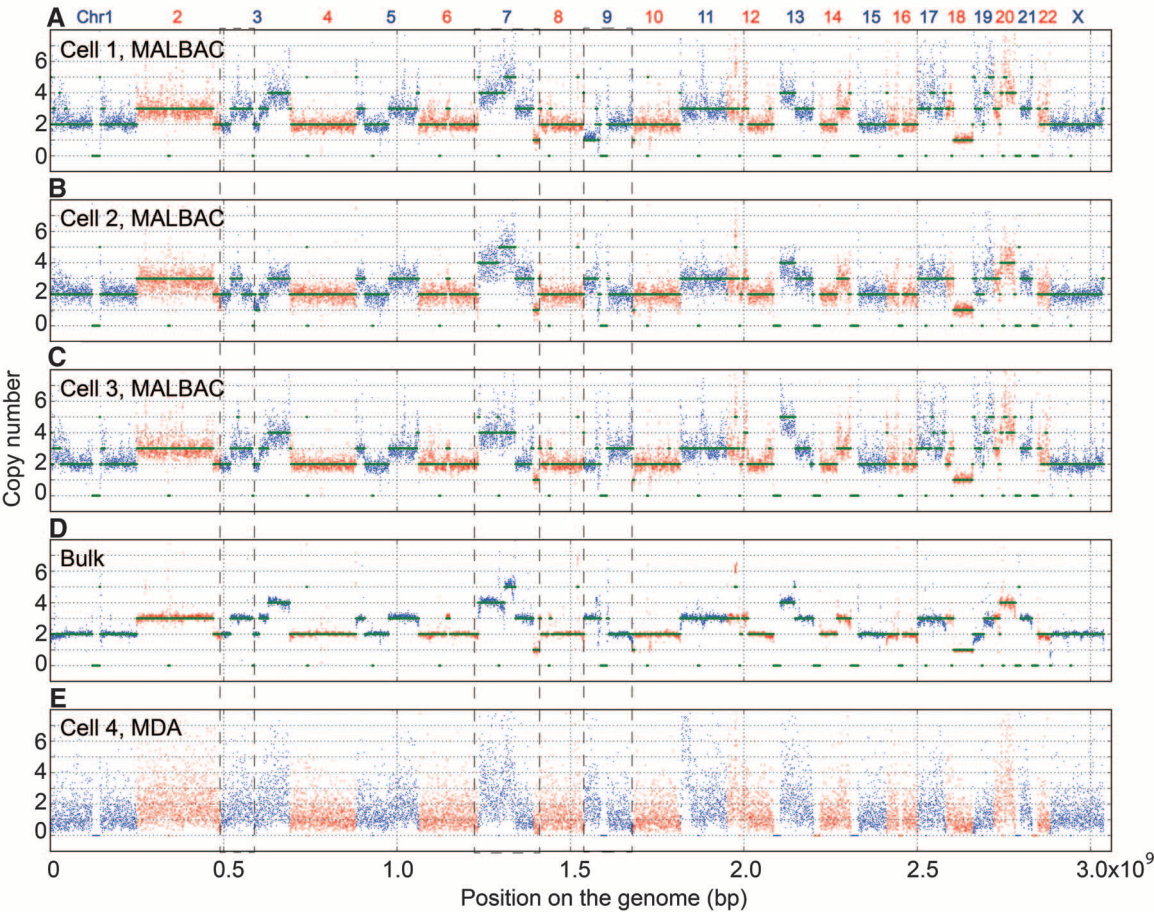 A Chr1 2 3 4 5 6 7 8 9 10 11 12 13 14 15 16 17 18 19 20 21 22 X
Cell 1, MALBAC
6
4
2
0
B
Cell 2, MALBAC
6
4
2
0
C
Cell 3, MALBAC
6
4
2
0
Copy number
D
Bulk
6
4
2
0
E
Cell 4, MDA
6
4
2
0
0 0.5 1.0 1.5 2.0 2.5 3.0x10⁹
Position on the genome (bp)